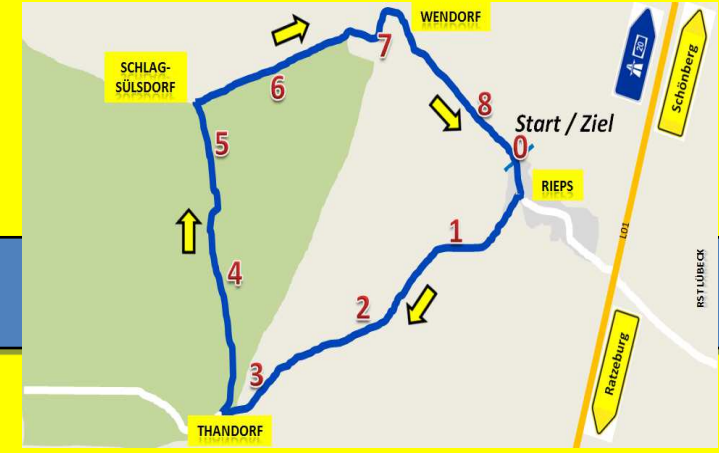 WENDORF
20
Schönberg
SCHLAG-
SÜLSDORF
7
6
8
Start / Ziel
5
0
RIEPS
1
L01
4
RST LÜBECK
2
3
Ratzeburg
THANDORF